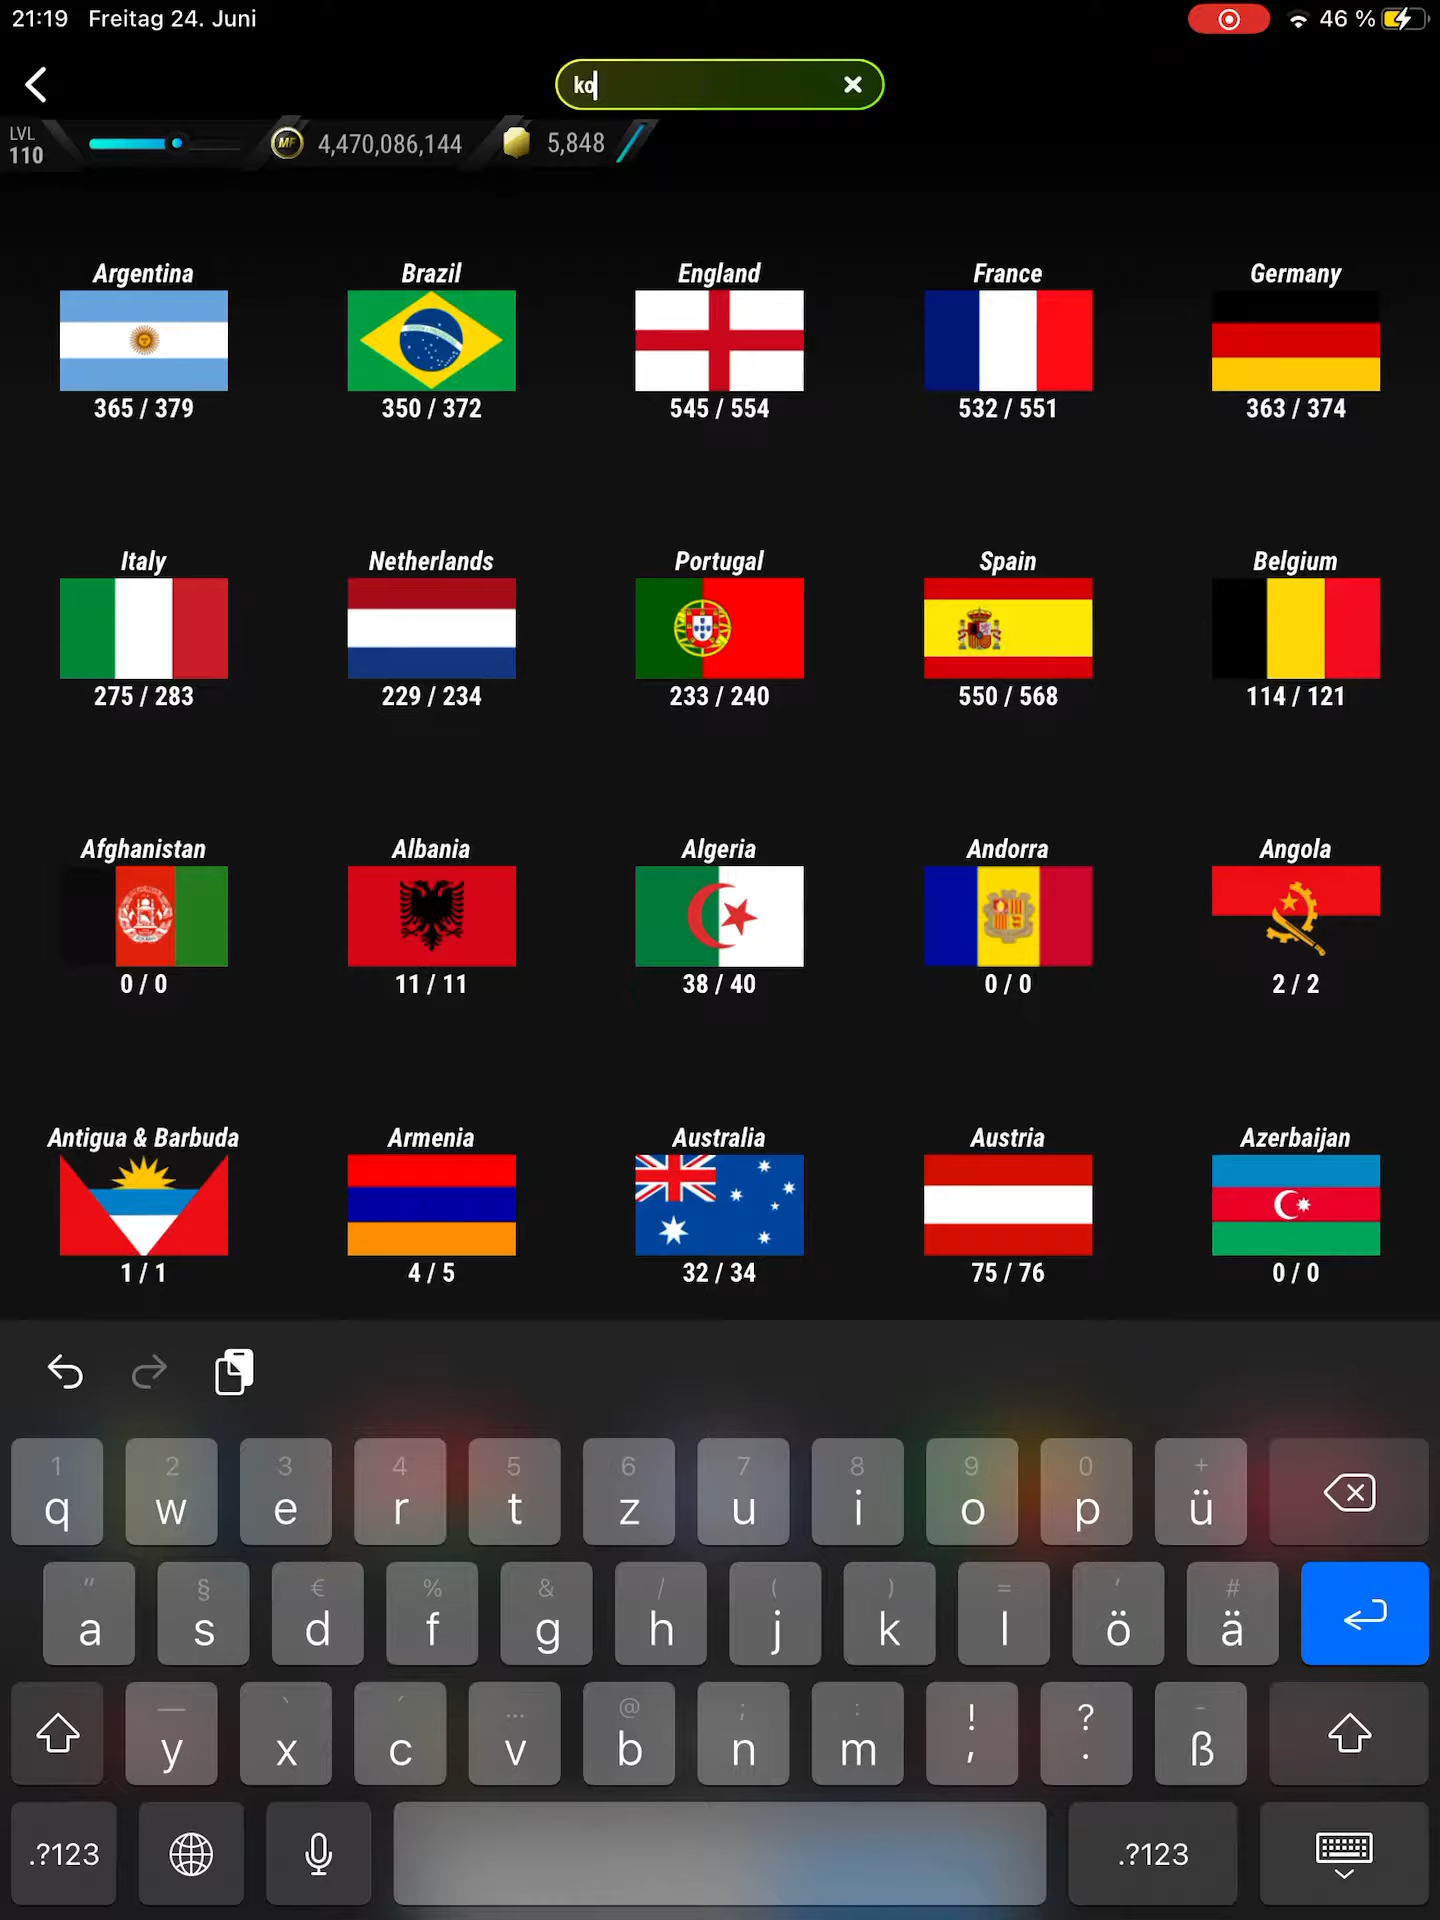 21:19 Freitag 24. Juni 46 %
ko
LVL
110
MF 4,470,086,144 5,848
Argentina Brazil England France Germany
365 / 379 350 / 372 545 / 554 532 / 551 363 / 374
Italy Netherlands Portugal Spain Belgium
275 / 283 229 / 234 233 / 240 550 / 568 114 / 121
Afghanistan Albania Algeria Andorra Angola
0 / 0 11 / 11 38 / 40 0 / 0 2 / 2
Antigua & Barbuda Armenia Australia Austria Azerbaijan
1 / 1 4 / 5 32 / 34 75 / 76 0 / 0
1 2 3 4 5 6 7 8 9 0 +
q w e r t z u i o p ü
" § € % & / ( ) = ' #
a s d f g h j k l ö ä
— ` ´ ... @ ; : ! ? -
y x c v b n m , . ß
.?123 .?123